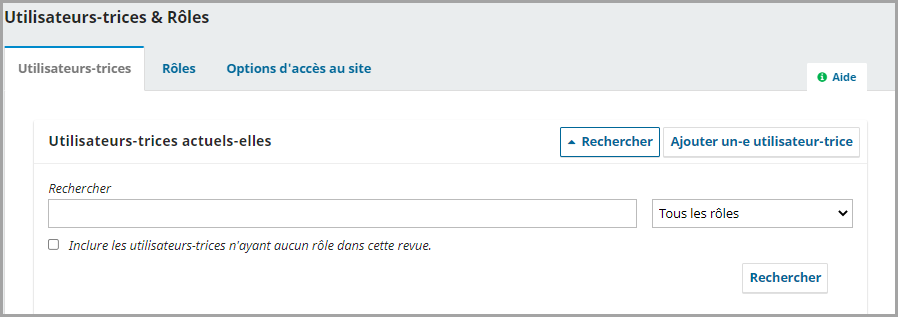 Utilisateurs-trices & Rôles
Utilisateurs-trices Rôles Options d'accès au site
Aide
Utilisateurs-trices actuels-elles Rechercher Ajouter un-e utilisateur-trice
Rechercher
Tous les rôles
Inclure les utilisateurs-trices n'ayant aucun rôle dans cette revue.
Rechercher